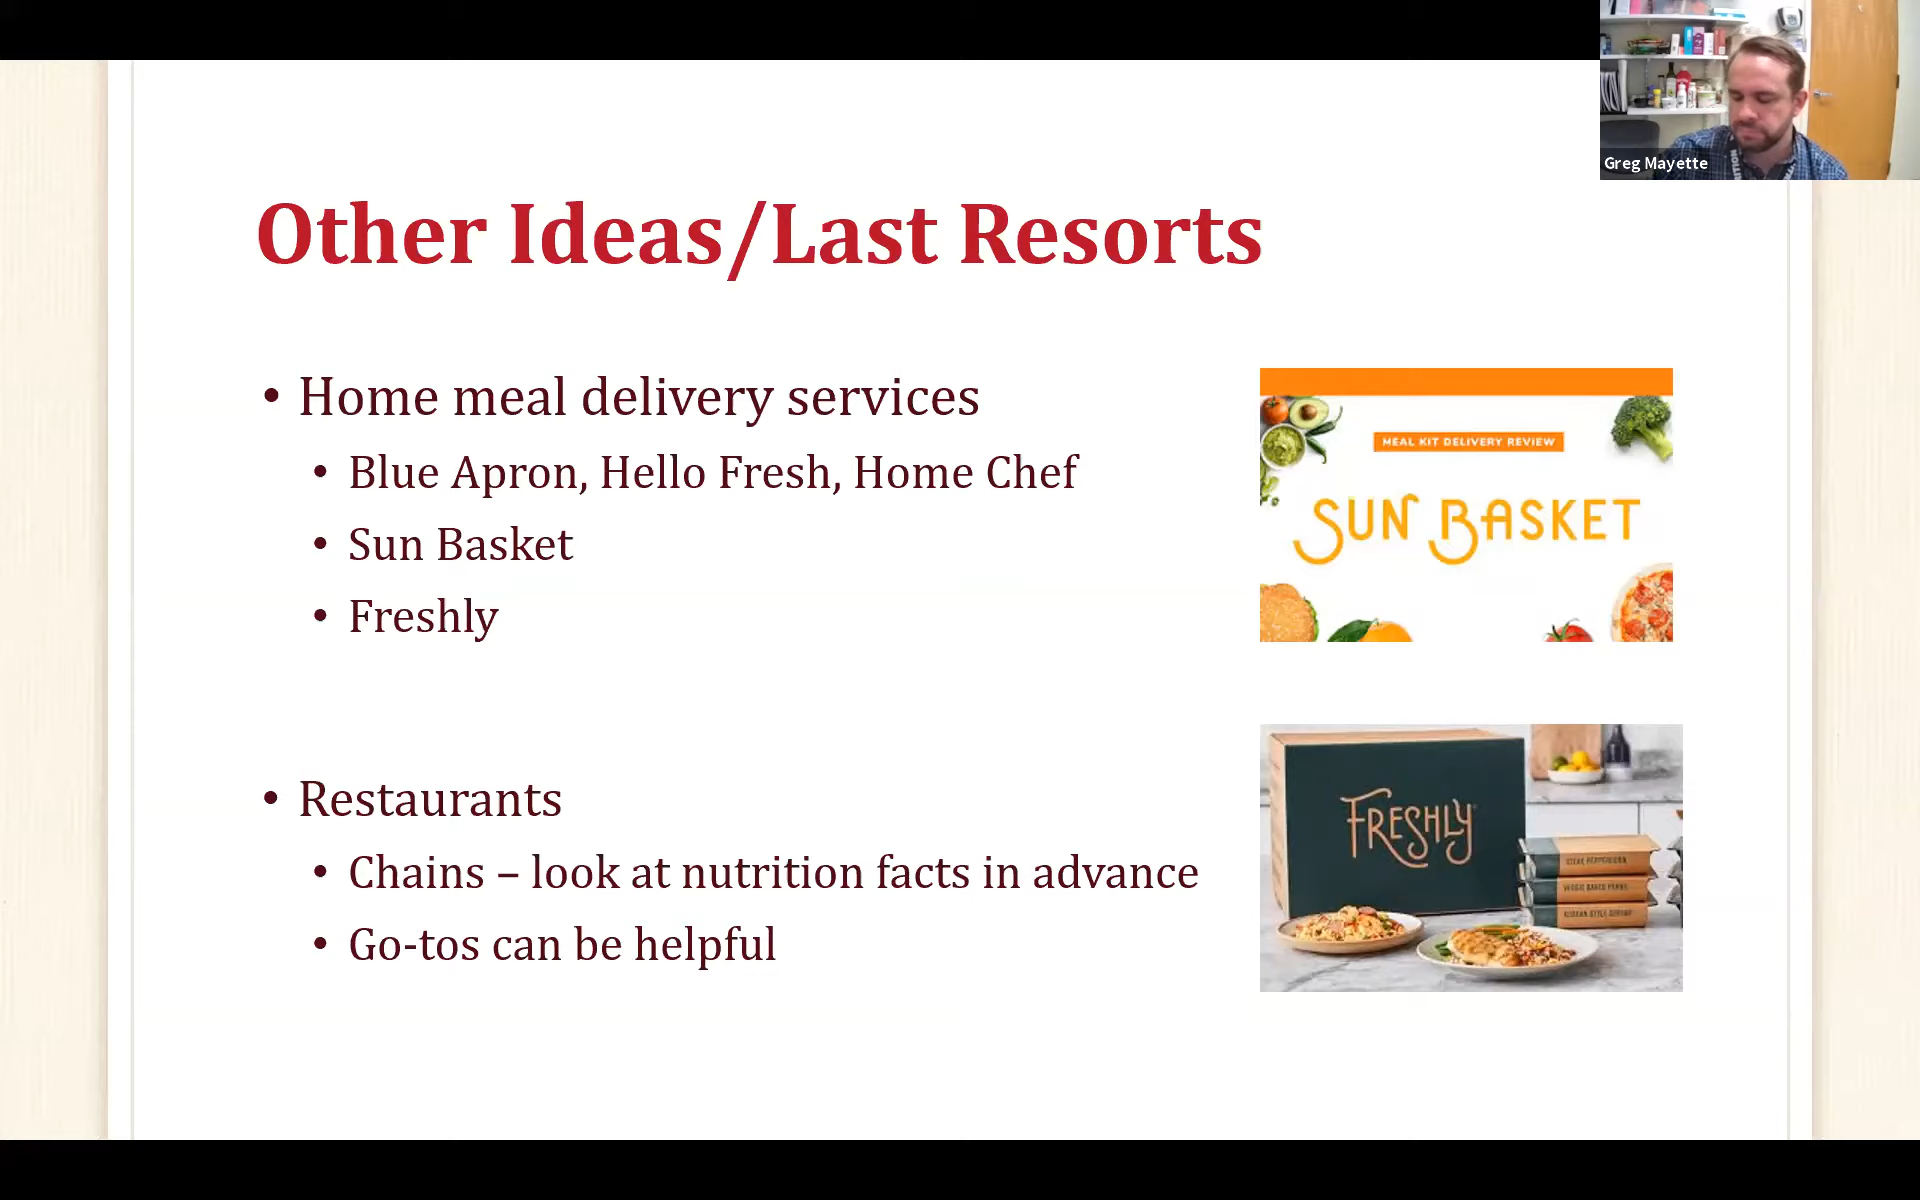 Greg Mayette
Other Ideas/Last Resorts
• Home meal delivery services
• Blue Apron, Hello Fresh, Home Chef
• Sun Basket
• Freshly
MEAL KIT DELIVERY REVIEW
SUN BASKET
• Restaurants
• Chains – look at nutrition facts in advance
• Go-tos can be helpful
FRESHLY
STEAK PEPPERCORN